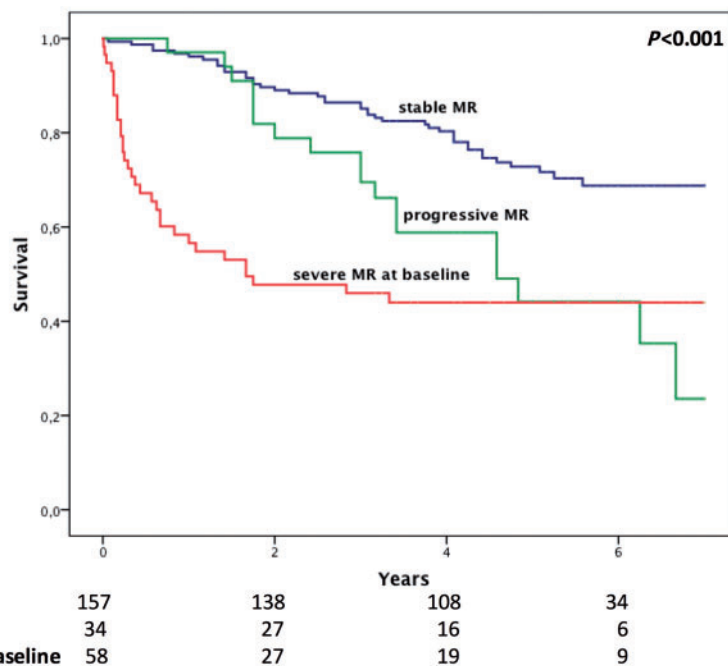 P<0.001
1,0
stable MR
0,8
progressive MR
0,6
severe MR at baseline
0,4
0,2
0,0
Survival
0 2 4 6
Years
157 138 108 34
34 27 16 6
58 27 19 9